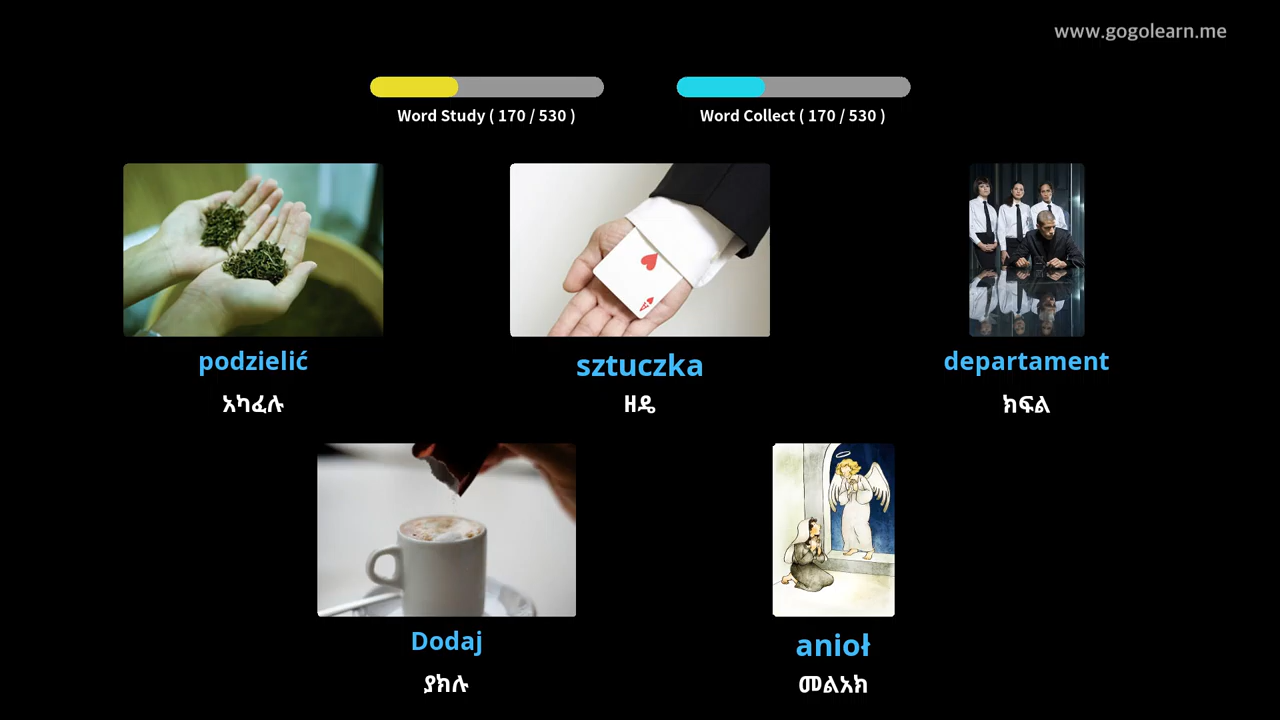 www.gogolearn.me
Word Study ( 170 / 530 )
Word Collect ( 170 / 530 )
podzielić
አካፈሉ
sztuczka
ዘዴ
departament
ክፍል
Dodaj
ያክሉ
anioł
መልአክ